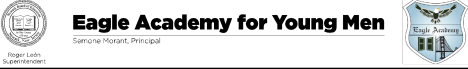 Eagle Academy for Young Men
Semone Morant, Principal
Roger León
Superintendent
Eagle Academy